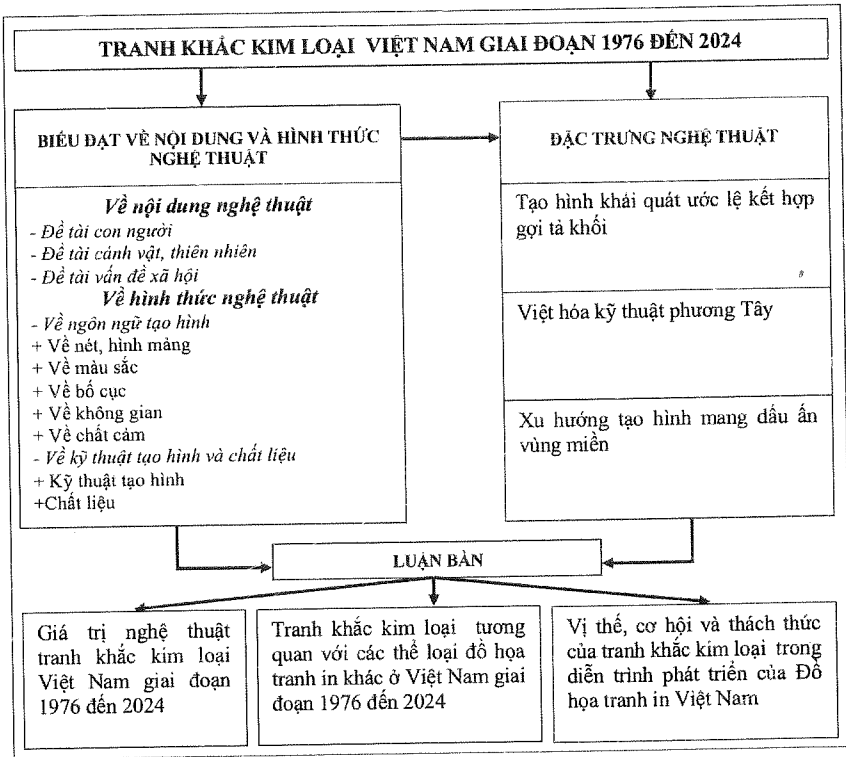 TRANH KHẮC KIM LOẠI VIỆT NAM GIAI ĐOẠN 1976 ĐẾN 2024
BIỂU ĐẠT VỀ NỘI DUNG VÀ HÌNH THỨC
NGHỆ THUẬT
Về nội dung nghệ thuật
- Đề tài con người
- Đề tài cảnh vật, thiên nhiên
- Đề tài vấn đề xã hội
Về hình thức nghệ thuật
- Về ngôn ngữ tạo hình
+ Về nét, hình mảng
+ Về màu sắc
+ Về bố cục
+ Về không gian
+ Về chất cảm
- Về kỹ thuật tạo hình và chất liệu
+ Kỹ thuật tạo hình
+Chất liệu
ĐẶC TRƯNG NGHỆ THUẬT
Tạo hình khái quát ước lệ kết hợp
gợi tả khối
Việt hóa kỹ thuật phương Tây
Xu hướng tạo hình mang dấu ấn
vùng miền
LUẬN BÀN
Giá trị nghệ thuật
tranh khắc kim loại
Việt Nam giai đoạn
1976 đến 2024
Tranh khắc kim loại tương
quan với các thể loại đồ họa
tranh in khác ở Việt Nam giai
đoạn 1976 đến 2024
Vị thế, cơ hội và thách thức
của tranh khắc kim loại trong
diễn trình phát triển của Đồ
họa tranh in Việt Nam